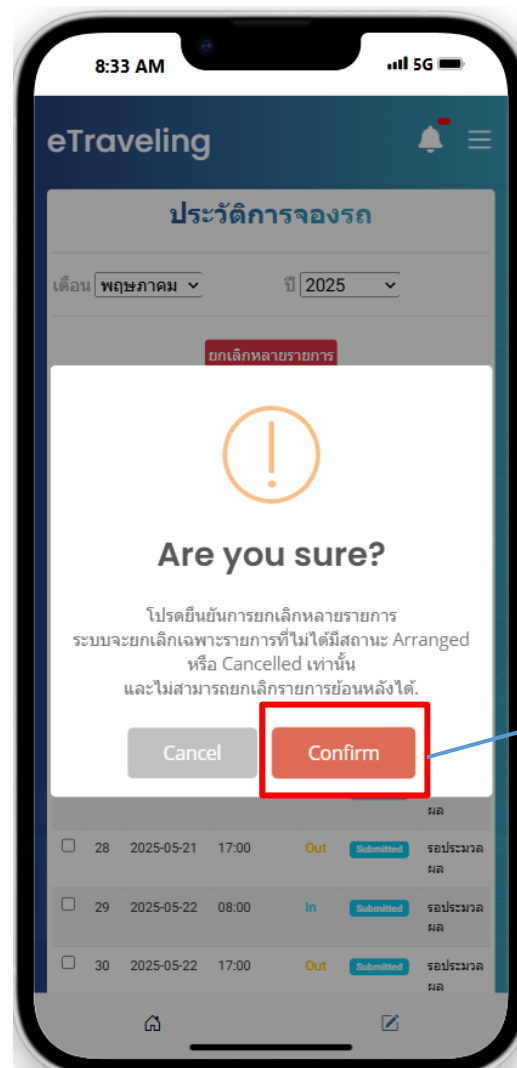 8:33 AM 5G
eTraveling
ประวัติการจองรถ
เดือน พฤษภาคม ปี 2025
ยกเลิกหลายรายการ
Are you sure?
โปรดยืนยันการยกเลิกหลายรายการ
ระบบจะยกเลิกเฉพาะรายการที่ไม่ได้มีสถานะ Arranged
หรือ Cancelled เท่านั้น
และไม่สามารถยกเลิกรายการย้อนหลังได้.
Cancel Confirm
ผล
28 2025-05-21 17:00 Out Submitted รอประมวล
ผล
29 2025-05-22 08:00 In Submitted รอประมวล
ผล
30 2025-05-22 17:00 Out Submitted รอประมวล
ผล